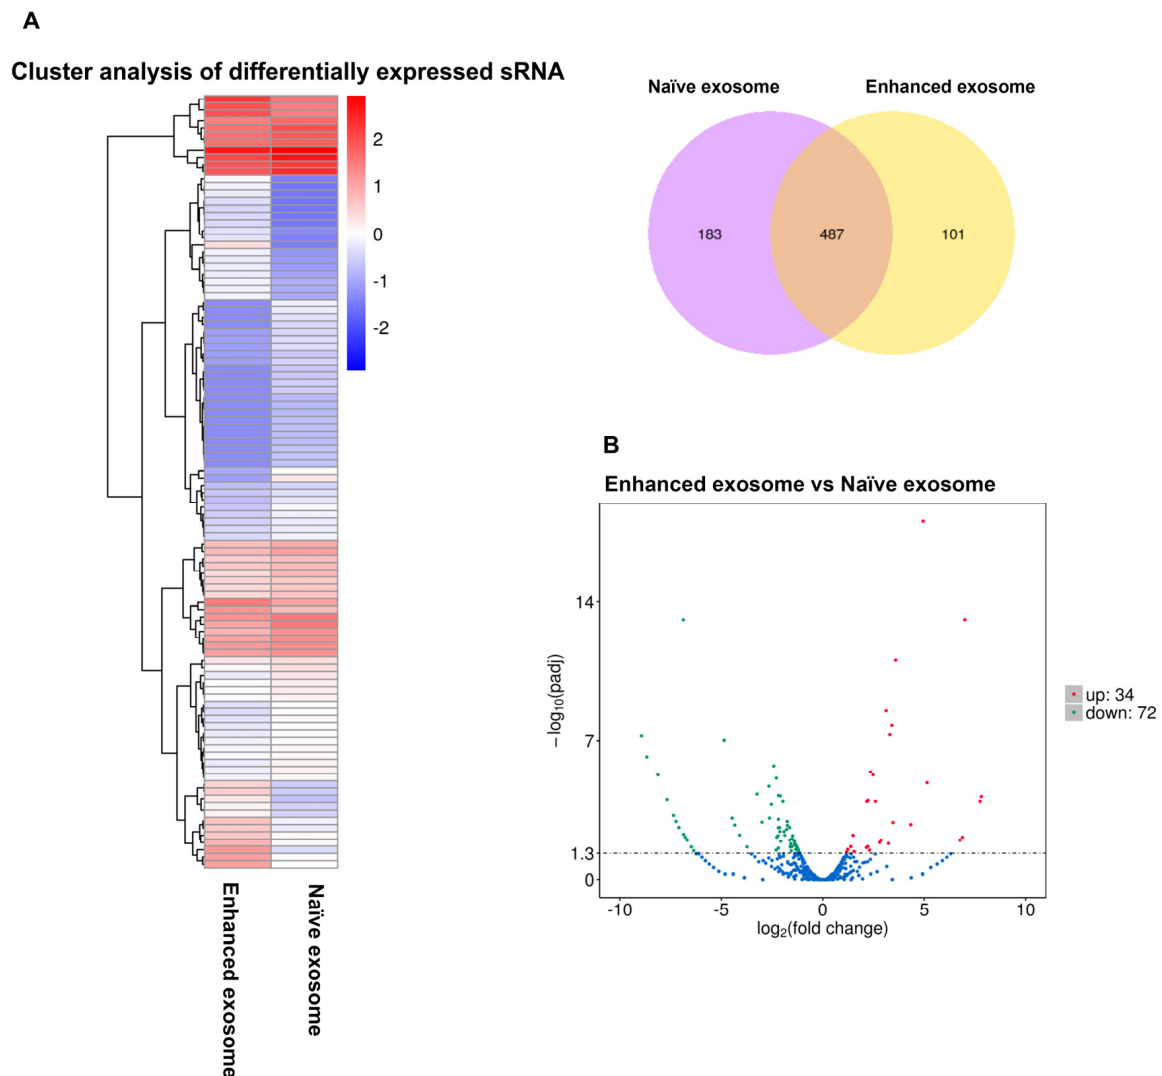 A
Cluster analysis of differentially expressed sRNA
2
1
0
-1
-2
Enhanced exosome
Naïve exosome
Naïve exosome
Enhanced exosome
183
487
101
B
Enhanced exosome vs Naïve exosome
14
7
1.3
0
−log10(padj)
-10
-5
0
5
10
log2(fold change)
up: 34
down: 72